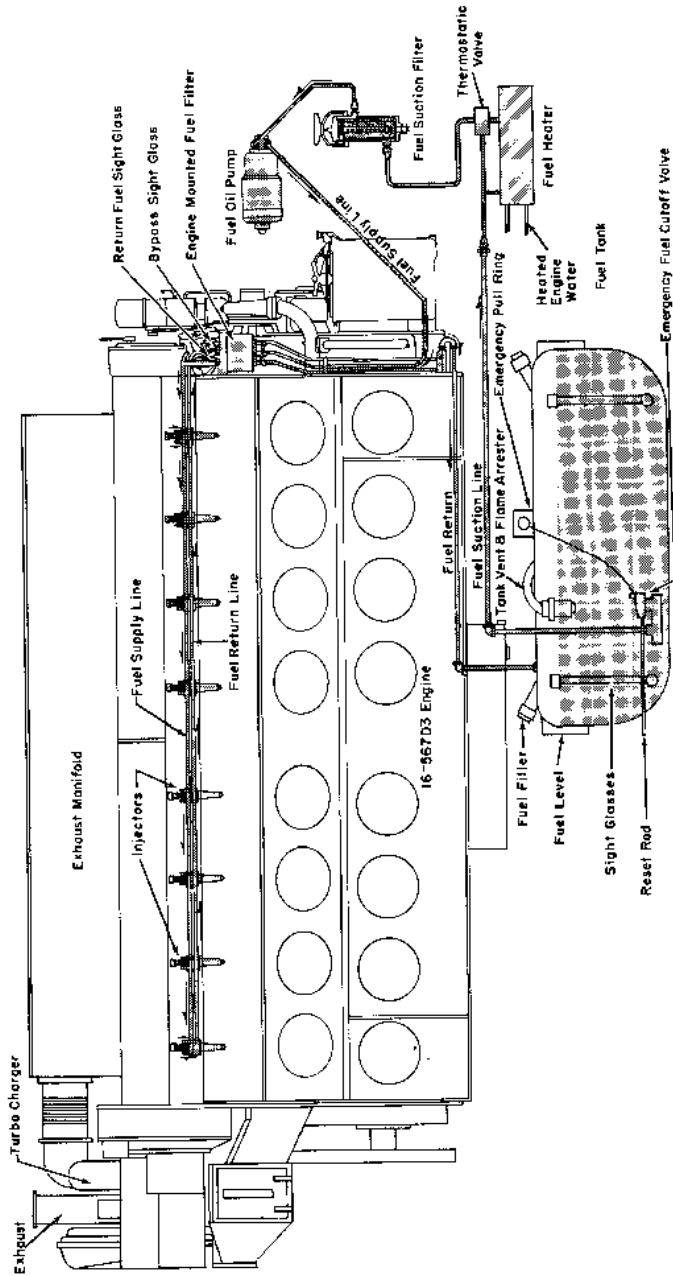 Exhaust
Turbo Charger
Exhaust Manifold
Injectors
Fuel Supply Line
Fuel Return Line
16-567D3 Engine
Return Fuel Sight Glass
Bypass Sight Glass
Engine Mounted Fuel Filter
Fuel Oil Pump
Fuel Supply Line
Fuel Suction Filter
Thermostatic
Valve
Fuel Heater
Heated
Engine
Water
Fuel Return
Fuel Suction Line
Tank Vent & Flame Arrester
Emergency Pull Ring
Fuel Tank
Fuel Filler
Fuel Level
Sight Glasses
Reset Rod
Emergency Fuel Cutoff Valve